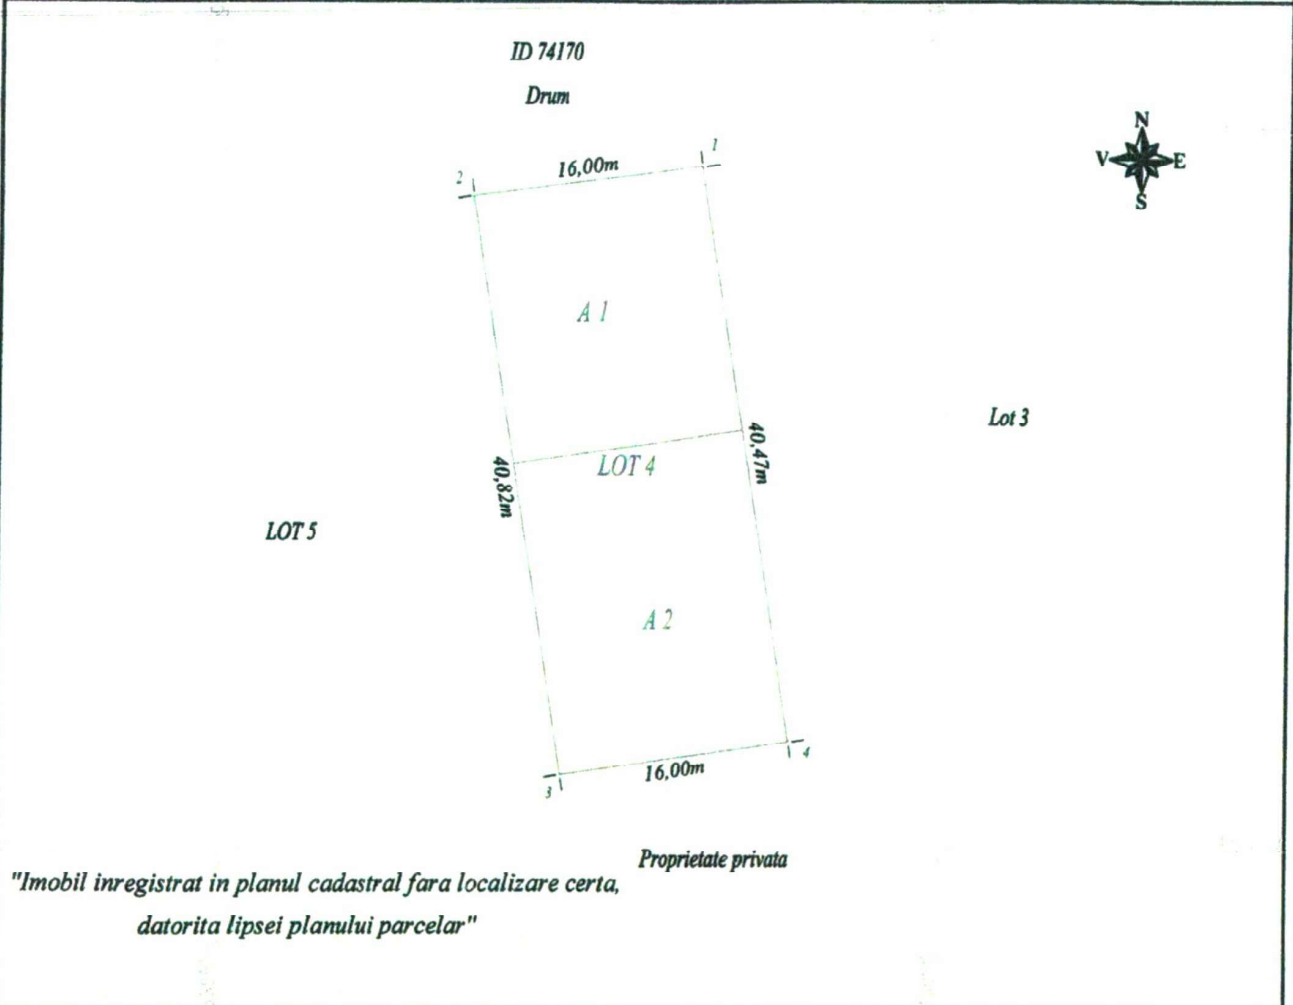 ID 74170
Drum
N
V E
S
1
2
16,00m
A 1
Lot 3
40,47m
LOT 4
40,82m
LOT 5
A 2
4
16,00m
3
Proprietate privata
"Imobil inregistrat in planul cadastral fara localizare certa,
datorita lipsei planului parcelar"